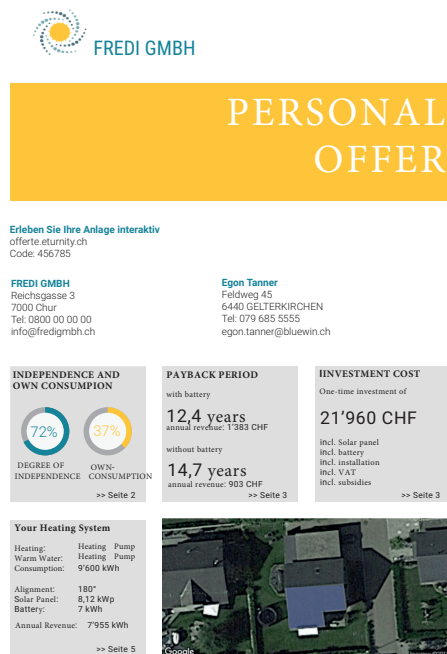 FREDI GMBH
PERSONAL
OFFER
Erleben Sie Ihre Anlage interaktiv
offerte.eturnity.ch
Code: 456785
FREDI GMBH
Reichsgasse 3
7000 Chur
Tel: 0800 00 00 00
info@fredigmbh.ch
Egon Tanner
Feldweg 45
6440 GELTERKIRCHEN
Tel: 079 685 5555
egon.tanner@bluewin.ch
INDEPENDENCE AND
OWN CONSUMPION
72%
37%
DEGREE OF
INDEPENDENCE
OWN-
CONSUMPTION
>> Seite 2
PAYBACK PERIOD
with battery
12,4 years
annual revenue: 1'383 CHF
without battery
14,7 years
annual revenue: 903 CHF
>> Seite 3
IINVESTMENT COST
One-time investment of
21'960 CHF
incl. Solar panel
incl. battery
incl. installation
incl. VAT
incl. subsidies
>> Seite 3
Your Heating System
Heating: Heating Pump
Warm Water: Heating Pump
Consumption: 9'600 kWh
Alignment: 180°
Solar Panel: 8,12 kWp
Battery: 7 kWh
Annual Revenue: 7'955 kWh
>> Seite 5
Google